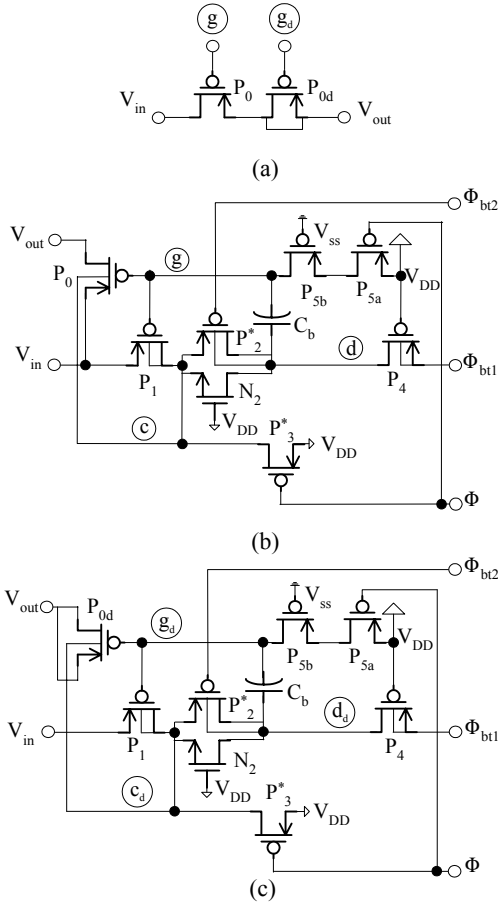 g
g_d
P_0
P_0d
V_in
V_out
(a)
Φ_bt2
V_out
g
V_ss
P_0
P_5b
P_5a
V_DD
C_b
P*_2
d
V_in
Φ_bt1
P_1
N_2
P_4
V_DD
c
P*_3
V_DD
Φ
(b)
Φ_bt2
V_out
P_0d
g_d
V_ss
P_5b
P_5a
V_DD
C_b
P*_2
d_d
V_in
Φ_bt1
P_1
N_2
P_4
V_DD
c_d
P*_3
V_DD
Φ
(c)